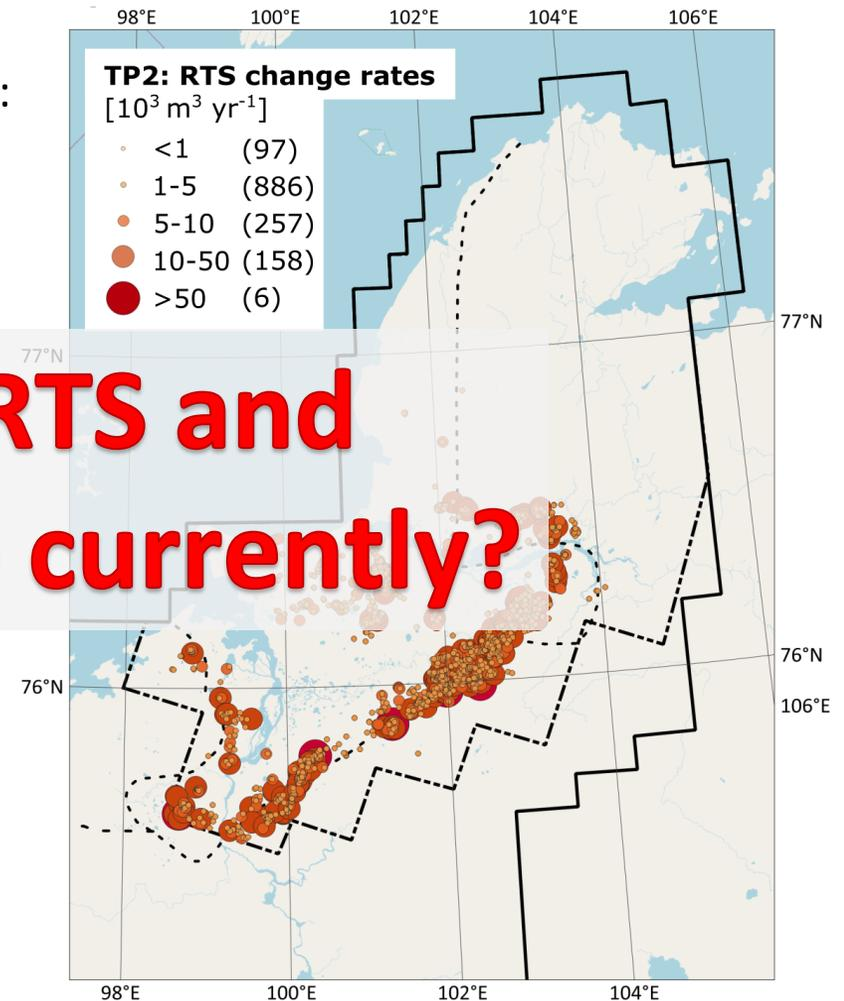 98°E 100°E 102°E 104°E 106°E
:
TP2: RTS change rates
[10³ m³ yr⁻¹]
<1 (97)
1-5 (886)
5-10 (257)
10-50 (158)
>50 (6)
77°N
77°N
RTS and
currently?
76°N
76°N
106°E
98°E 100°E 102°E 104°E